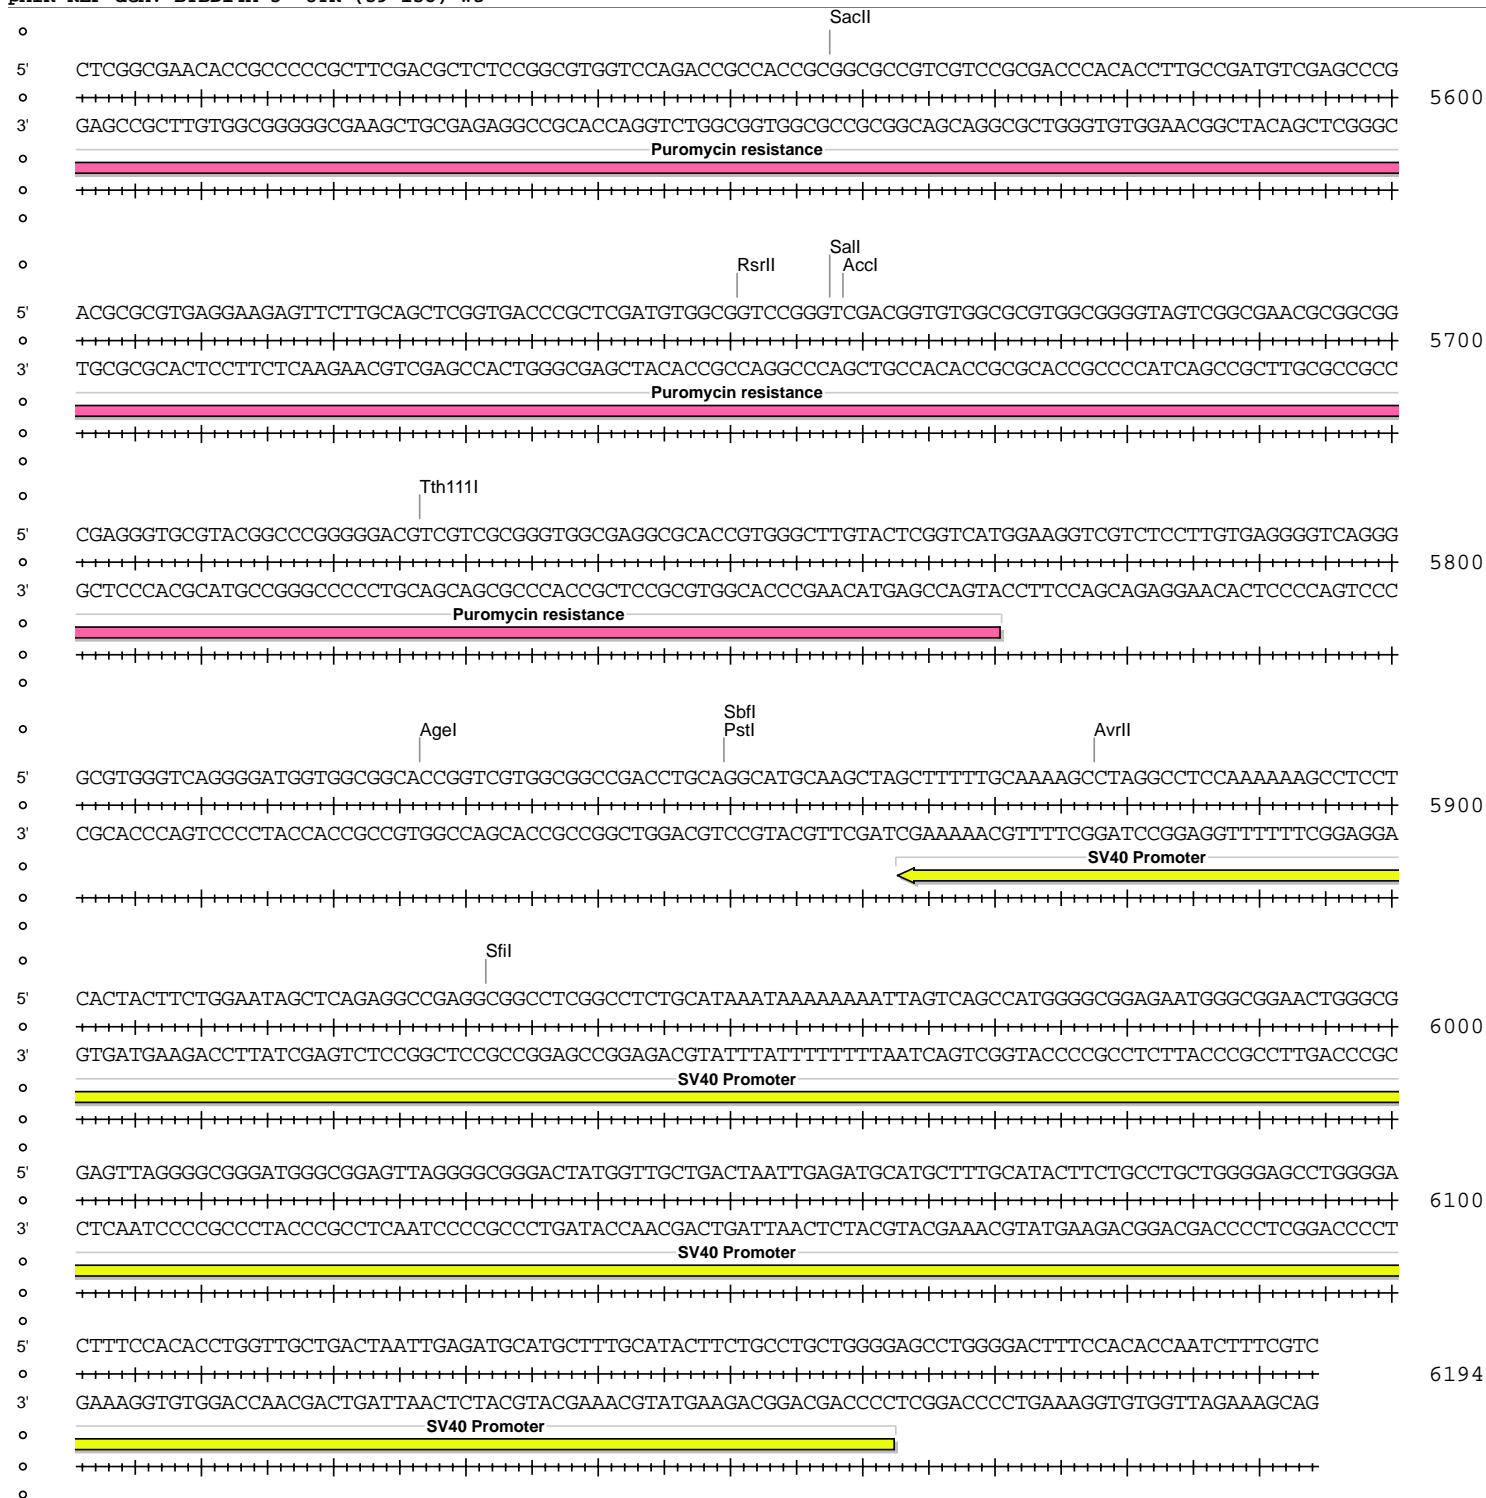 SacII
5' CTCGGCGAACACCGCCCCCGCTTCGACGCTCTCCGGCGTGGTCCAGACCGCCACCGCGGCGCCGTCGTCCGCGACCCACACCTTGCCGATGTCGAGCCCG
5600
3' GAGCCGCTTGTGGCGGGGGCGAAGCTGCGAGAGGCCGCACCAGGTCTGGCGGTGGCGCCGCGGCAGCAGGCGCTGGGTGTGGAACGGCTACAGCTCGGGC
Puromycin resistance
SalI
RsrII AccI
5' ACGCGCGTGAGGAAGAGTTCTTGCAGCTCGGTGACCCGCTCGATGTGGCGGTCCGGGTCGACGGTGTGGCGCGTGGCGGGGTAGTCGGCGAACGCGGCGG
5700
3' TGCGCGCACTCCTTCTCAAGAACGTCGAGCCACTGGGCGAGCTACACCGCCAGGCCCAGCTGCCACACCGCGCACCGCCCCATCAGCCGCTTGCGCCGCC
Puromycin resistance
Tth111I
5' CGAGGGTGCGTACGGCCCGGGGGACGTCGTCGCGGGTGGCGAGGCGCACCGTGGGCTTGTACTCGGTCATGGAAGGTCGTCTCCTTGTGAGGGGTCAGGG
5800
3' GCTCCCACGCATGCCGGGCCCCCTGCAGCAGCGCCCACCGCTCCGCGTGGCACCCGAACATGAGCCAGTACCTTCCAGCAGAGGAACACTCCCCAGTCCC
Puromycin resistance
SbfI
AgeI PstI AvrII
5' GCGTGGGTCAGGGGATGGTGGCGGCACCGGTCGTGGCGGCCGACCTGCAGGCATGCAAGCTAGCTTTTTGCAAAAGCCTAGGCCTCCAAAAAAGCCTCCT
5900
3' CGCACCCAGTCCCCTACCACCGCCGTGGCCAGCACCGCCGGCTGGACGTCCGTACGTTCGATCGAAAAACGTTTTCGGATCCGGAGGTTTTTTCGGAGGA
SV40 Promoter
SfiI
5' CACTACTTCTGGAATAGCTCAGAGGCCGAGGCGGCCTCGGCCTCTGCATAAATAAAAAAAATTAGTCAGCCATGGGGCGGAGAATGGGCGGAACTGGGCG
6000
3' GTGATGAAGACCTTATCGAGTCTCCGGCTCCGCCGGAGCCGGAGACGTATTTATTTTTTTTAATCAGTCGGTACCCCGCCTCTTACCCGCCTTGACCCGC
SV40 Promoter
5' GAGTTAGGGGCGGGATGGGCGGAGTTAGGGGCGGGACTATGGTTGCTGACTAATTGAGATGCATGCTTTGCATACTTCTGCCTGCTGGGGAGCCTGGGGA
6100
3' CTCAATCCCCGCCCTACCCGCCTCAATCCCCGCCCTGATACCAACGACTGATTAACTCTACGTACGAAACGTATGAAGACGGACGACCCCTCGGACCCCT
SV40 Promoter
5' CTTTCCACACCTGGTTGCTGACTAATTGAGATGCATGCTTTGCATACTTCTGCCTGCTGGGGAGCCTGGGGACTTTCCACACCAATCTTTCGTC
6194
3' GAAAGGTGTGGACCAACGACTGATTAACTCTACGTACGAAACGTATGAAGACGGACGACCCCTCGGACCCCTGAAAGGTGTGGTTAGAAAGCAG
SV40 Promoter